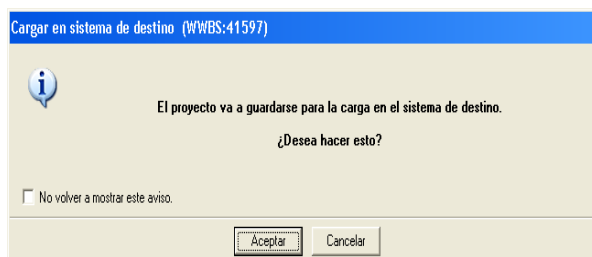 Cargar en sistema de destino (WWBS:41597)
El proyecto va a guardarse para la carga en el sistema de destino.
¿Desea hacer esto?
No volver a mostrar este aviso.
Aceptar Cancelar